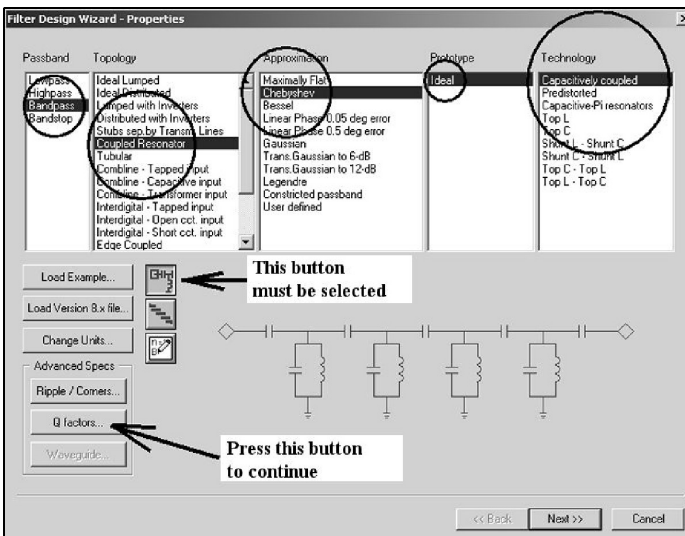 Filter Design Wizard - Properties
Passband
Lowpass
Highpass
Bandpass
Bandstop
Topology
Ideal Lumped
Ideal Distributed
Lumped with Inverters
Distributed with Inverters
Stubs sep.by Transm. Lines
Coupled Resonator
Tubular
Combline - Tapped input
Combline - Capacitive input
Combline - Transformer input
Interdigital - Tapped input
Interdigital - Open cct. input
Interdigital - Short cct. input
Edge Coupled
Approximation
Maximally Flat
Chebyshev
Bessel
Linear Phase 0.05 deg error
Linear Phase 0.5 deg error
Gaussian
Trans.Gaussian to 6-dB
Trans.Gaussian to 12-dB
Legendre
Constricted passband
User defined
Prototype
Ideal
Technology
Capacitively coupled
Predistorted
Capacitive-Pi resonators
Top L
Top C
Shunt L - Shunt C
Shunt C - Shunt L
Top C - Top L
Top L - Top C
Load Example...
Load Version 8.x file...
Change Units...
This button
must be selected
Advanced Specs
Ripple / Corners...
Q factors...
Waveguide...
Press this button
to continue
<< Back
Next >>
Cancel